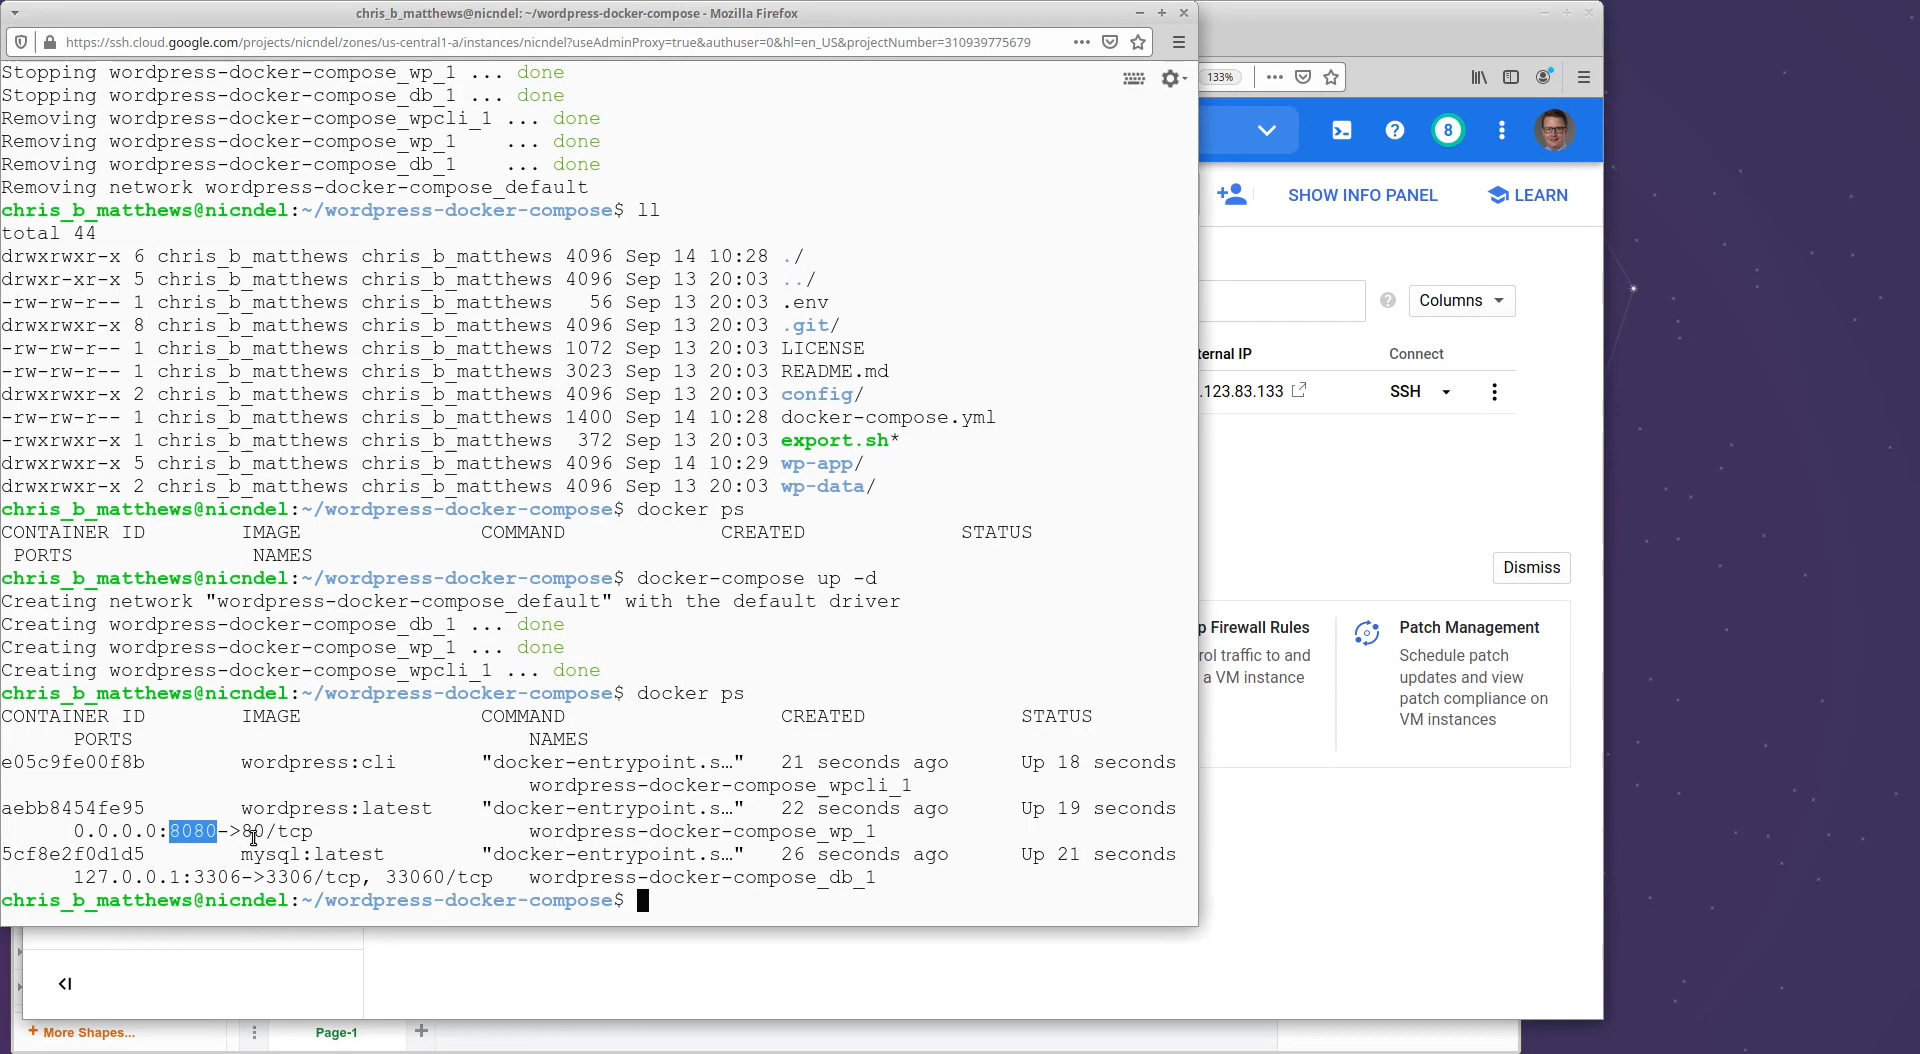 chris_b_matthews@nicndel: ~/wordpress-docker-compose - Mozilla Firefox
https://ssh.cloud.google.com/projects/nicndel/zones/us-central1-a/instances/nicndel?useAdminProxy=true&authuser=0&hl=en_US&projectNumber=310939775679
Stopping wordpress-docker-compose_wp_1 ... done
Stopping wordpress-docker-compose_db_1 ... done
Removing wordpress-docker-compose_wpcli_1 ... done
Removing wordpress-docker-compose_wp_1    ... done
Removing wordpress-docker-compose_db_1    ... done
Removing network wordpress-docker-compose_default
chris_b_matthews@nicndel:~/wordpress-docker-compose$ ll
total 44
drwxrwxr-x 6 chris_b_matthews chris_b_matthews 4096 Sep 14 10:28 ./
drwxr-xr-x 5 chris_b_matthews chris_b_matthews 4096 Sep 13 20:03 ../
-rw-rw-r-- 1 chris_b_matthews chris_b_matthews   56 Sep 13 20:03 .env
drwxrwxr-x 8 chris_b_matthews chris_b_matthews 4096 Sep 13 20:03 .git/
-rw-rw-r-- 1 chris_b_matthews chris_b_matthews 1072 Sep 13 20:03 LICENSE
-rw-rw-r-- 1 chris_b_matthews chris_b_matthews 3023 Sep 13 20:03 README.md
drwxrwxr-x 2 chris_b_matthews chris_b_matthews 4096 Sep 13 20:03 config/
-rw-rw-r-- 1 chris_b_matthews chris_b_matthews 1400 Sep 14 10:28 docker-compose.yml
-rwxrwxr-x 1 chris_b_matthews chris_b_matthews  372 Sep 13 20:03 export.sh*
drwxrwxr-x 5 chris_b_matthews chris_b_matthews 4096 Sep 14 10:29 wp-app/
drwxrwxr-x 2 chris_b_matthews chris_b_matthews 4096 Sep 13 20:03 wp-data/
chris_b_matthews@nicndel:~/wordpress-docker-compose$ docker ps
CONTAINER ID        IMAGE               COMMAND             CREATED             STATUS
 PORTS               NAMES
chris_b_matthews@nicndel:~/wordpress-docker-compose$ docker-compose up -d
Creating network "wordpress-docker-compose_default" with the default driver
Creating wordpress-docker-compose_db_1 ... done
Creating wordpress-docker-compose_wp_1 ... done
Creating wordpress-docker-compose_wpcli_1 ... done
chris_b_matthews@nicndel:~/wordpress-docker-compose$ docker ps
CONTAINER ID        IMAGE               COMMAND                  CREATED             STATUS
      PORTS                                 NAMES
e05c9fe00f8b        wordpress:cli       "docker-entrypoint.s…"   21 seconds ago      Up 18 seconds
                                            wordpress-docker-compose_wpcli_1
aebb8454fe95        wordpress:latest    "docker-entrypoint.s…"   22 seconds ago      Up 19 seconds
      0.0.0.0:8080->80/tcp                  wordpress-docker-compose_wp_1
5cf8e2f0d1d5        mysql:latest        "docker-entrypoint.s…"   26 seconds ago      Up 21 seconds
      127.0.0.1:3306->3306/tcp, 33060/tcp   wordpress-docker-compose_db_1
chris_b_matthews@nicndel:~/wordpress-docker-compose$
133%
8
SHOW INFO PANEL
LEARN
Columns
ternal IP
Connect
.123.83.133
SSH
Dismiss
p Firewall Rules
rol traffic to and
a VM instance
Patch Management
Schedule patch
updates and view
patch compliance on
VM instances
+ More Shapes...
Page-1